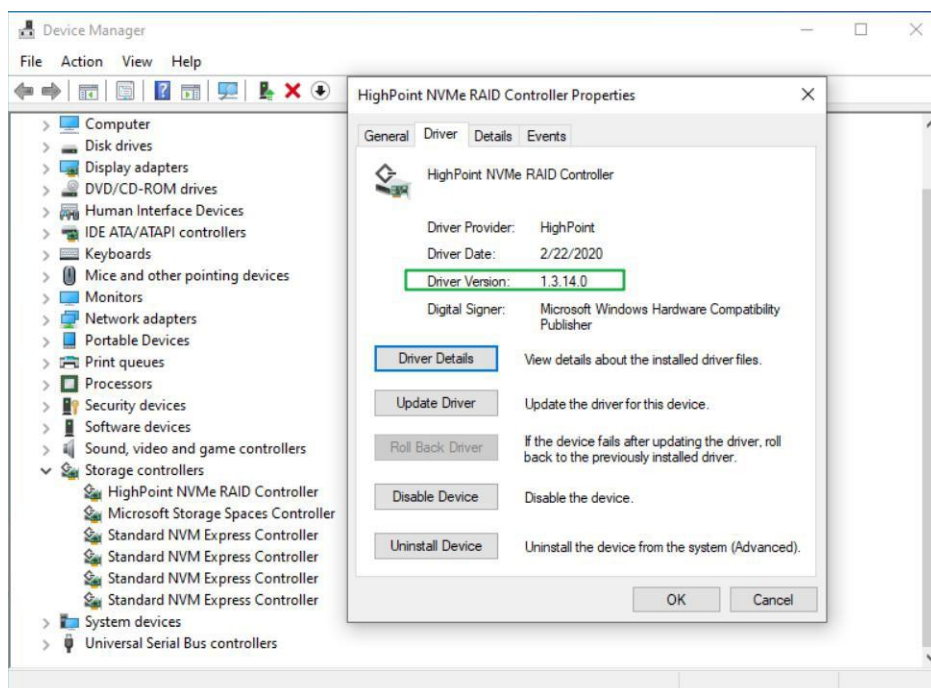 Device Manager
File Action View Help
Computer
Disk drives
Display adapters
DVD/CD-ROM drives
Human Interface Devices
IDE ATA/ATAPI controllers
Keyboards
Mice and other pointing devices
Monitors
Network adapters
Portable Devices
Print queues
Processors
Security devices
Software devices
Sound, video and game controllers
Storage controllers
HighPoint NVMe RAID Controller
Microsoft Storage Spaces Controller
Standard NVM Express Controller
Standard NVM Express Controller
Standard NVM Express Controller
Standard NVM Express Controller
System devices
Universal Serial Bus controllers
HighPoint NVMe RAID Controller Properties
General Driver Details Events
HighPoint NVMe RAID Controller
Driver Provider: HighPoint
Driver Date: 2/22/2020
Driver Version: 1.3.14.0
Digital Signer: Microsoft Windows Hardware Compatibility
Publisher
Driver Details View details about the installed driver files.
Update Driver Update the driver for this device.
Roll Back Driver If the device fails after updating the driver, roll
back to the previously installed driver.
Disable Device Disable the device.
Uninstall Device Uninstall the device from the system (Advanced).
OK Cancel